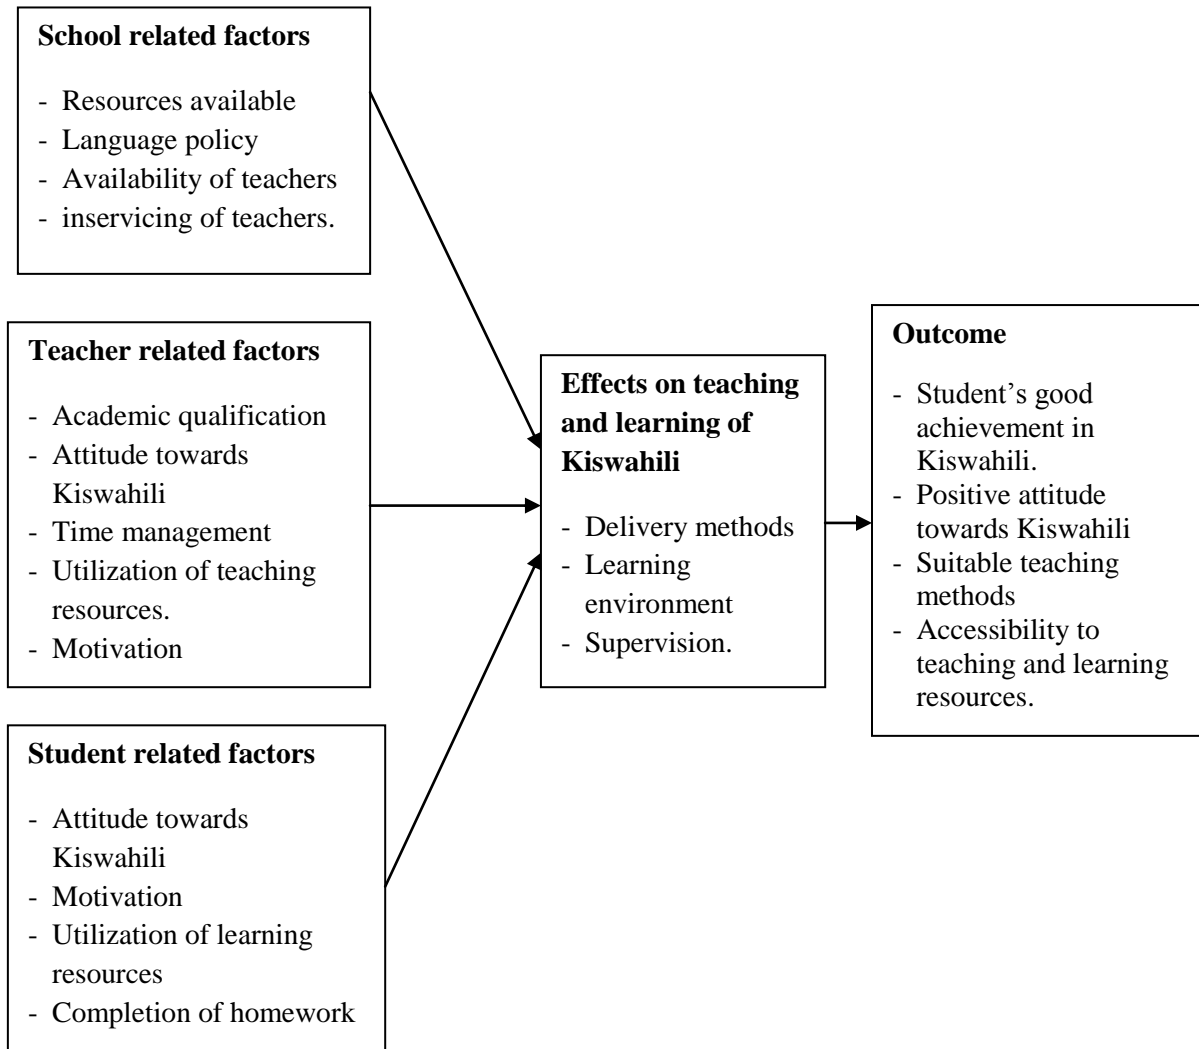 School related factors
- Resources available
- Language policy
- Availability of teachers
- inservicing of teachers.
Teacher related factors
- Academic qualification
- Attitude towards
Kiswahili
- Time management
- Utilization of teaching
resources.
- Motivation
Student related factors
- Attitude towards
Kiswahili
- Motivation
- Utilization of learning
resources
- Completion of homework
Effects on teaching
and learning of
Kiswahili
- Delivery methods
- Learning
environment
- Supervision.
Outcome
- Student’s good
achievement in
Kiswahili.
- Positive attitude
towards Kiswahili
- Suitable teaching
methods
- Accessibility to
teaching and learning
resources.